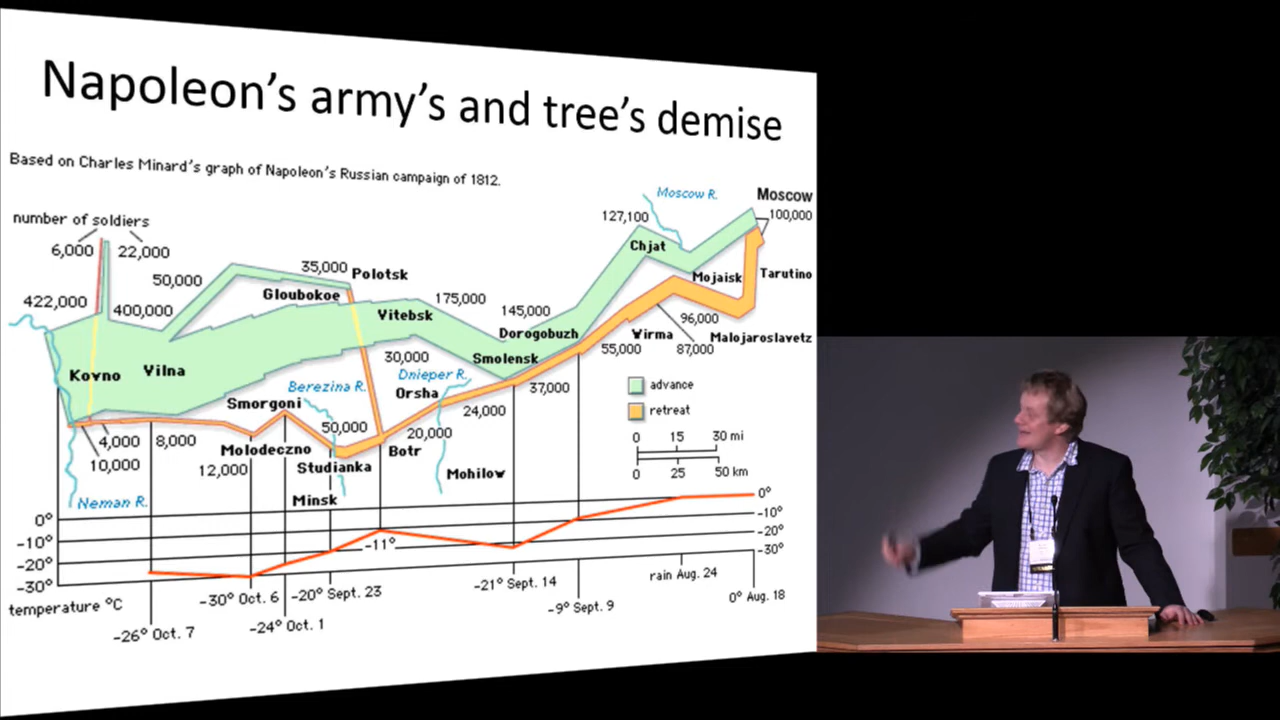 Napoleon's army's and tree's demise
Based on Charles Minard's graph of Napoleon's Russian campaign of 1812.
Moscow R.
Moscow
100,000
127,100
number of soldiers
6,000
22,000
Chjat
35,000
Polotsk
Mojaisk
Tarutino
50,000
Gloubokoe
422,000
400,000
Vitebsk
175,000
145,000
96,000
Dorogobuzh
Virma
Malojaroslavetz
55,000
87,000
30,000
Smolensk
Kovno
Vilna
Dnieper R.
Berezina R.
Orsha
37,000
advance
Smorgoni
24,000
retreat
50,000
20,000
4,000
8,000
0 15 30 mi
Molodeczno
Botr
10,000
12,000
Studianka
Mohilow
0 25 50 km
Minsk
Neman R.
0°
0°
-10°
-10°
-11°
-20°
-20°
-30°
-30°
temperature °C
rain Aug. 24
-21° Sept. 14
-30° Oct. 6
-20° Sept. 23
0° Aug. 18
-9° Sept. 9
-26° Oct. 7
-24° Oct. 1